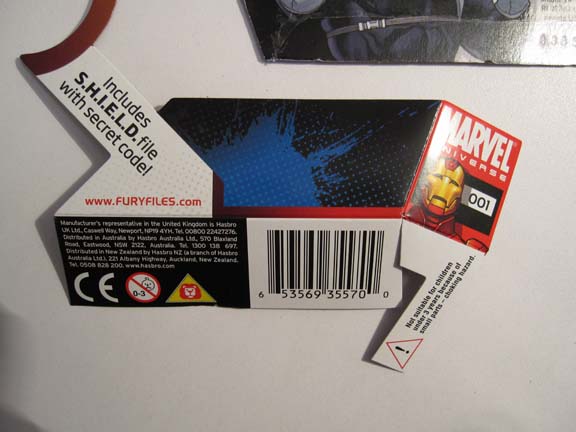 Includes
S.H.I.E.L.D. file
with secret code!
www.FURYFILES.com
MARVEL
UNIVERSE
001
Manufacturer's representative in the United Kingdom is Hasbro
UK Ltd., Caswell Way, Newport, NP19 4YH. Tel. 00800 22427276.
Distributed in Australia by Hasbro Australia Ltd., 570 Blaxland
Road, Eastwood, NSW 2122, Australia. Tel. 1300 138 697.
Distributed in New Zealand by Hasbro NZ (a branch of Hasbro
Australia Ltd.), 221 Albany Highway, Auckland, New Zealand.
Tel. 0508 828 200. www.hasbro.com
CE
0-3
6 53569 35570 0
Not suitable for children
under 3 years because of
small parts - choking hazard.